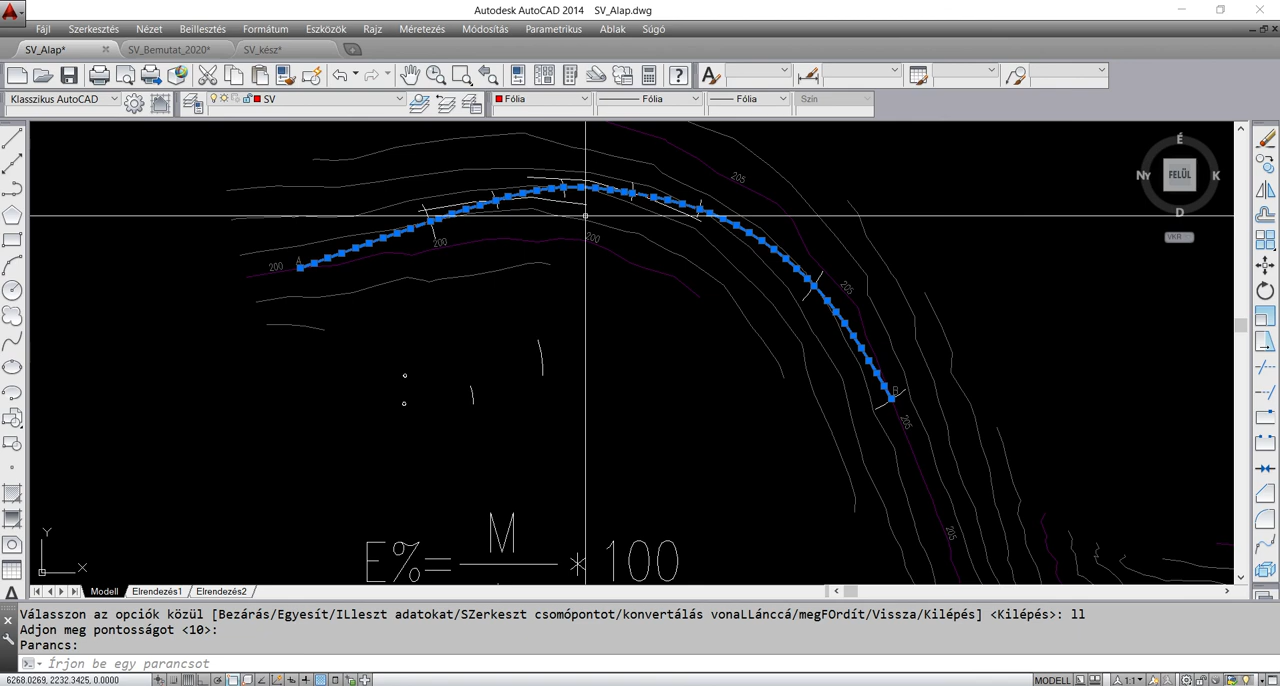 Autodesk AutoCAD 2014 SV_Alap.dwg
Fájl Szerkesztés Nézet Beillesztés Formátum Eszközök Rajz Méretezés Módosítás Parametrikus Ablak Súgó
SV_Alap* SV_Bemutat_2020* SV_kész*
Klasszikus AutoCAD SV Fólia Fólia Fólia Szín
É
NY FELÜL K
D
VKR
205
A
200
200
200
205
B
205
205
M
E%= * 100
Y
X
Modell Elrendezés1 Elrendezés2
Válasszon az opciók közül [Bezárás/Egyesít/ILleszt adatokat/SZerkeszt csomópontot/konvertálás vonaLLánccá/megFOrdít/Vissza/Kilépés] <Kilépés>: ll
Adjon meg pontosságot <10>:
Parancs:
Írjon be egy parancsot
6268.0269, 2232.3425, 0.0000 MODELL 1:1